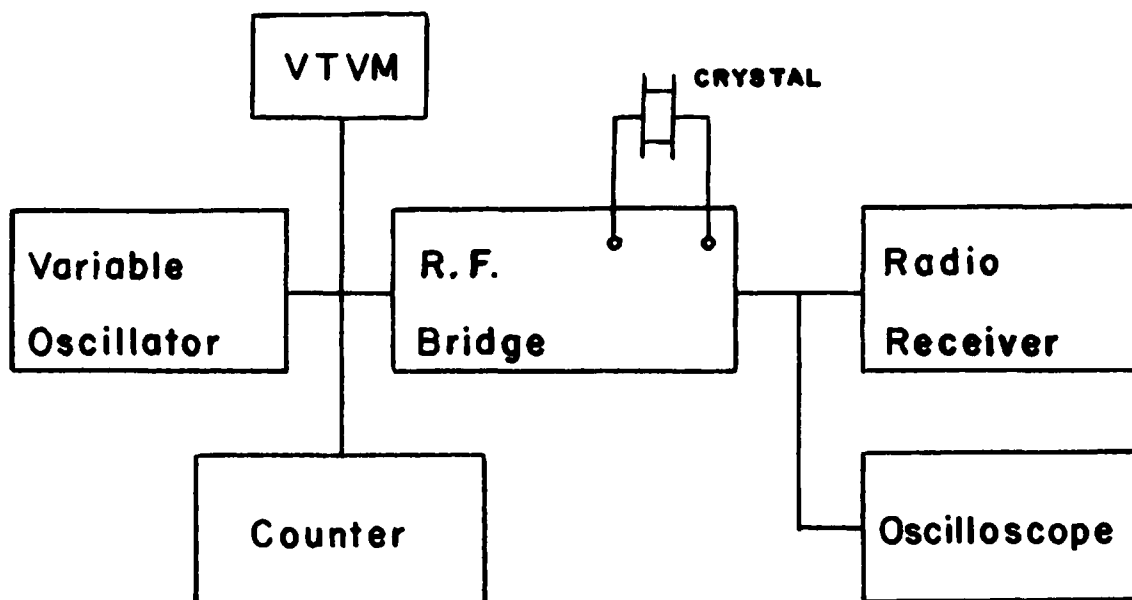 VTVM
CRYSTAL
Variable
Oscillator
R.F.
Bridge
Radio
Receiver
Counter
Oscilloscope